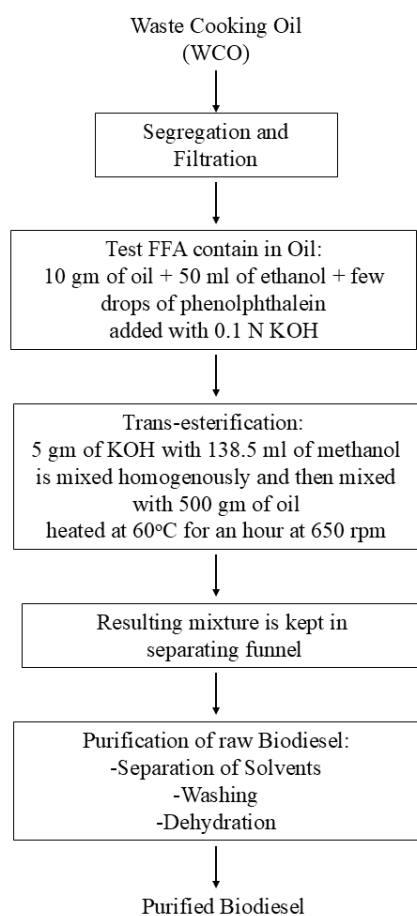 Waste Cooking Oil
(WCO)
Segregation and
Filtration
Test FFA contain in Oil:
10 gm of oil + 50 ml of ethanol + few
drops of phenolphthalein
added with 0.1 N KOH
Trans-esterification:
5 gm of KOH with 138.5 ml of methanol
is mixed homogenously and then mixed
with 500 gm of oil
heated at 60°C for an hour at 650 rpm
Resulting mixture is kept in
separating funnel
Purification of raw Biodiesel:
-Separation of Solvents
-Washing
-Dehydration
Purified Biodiesel